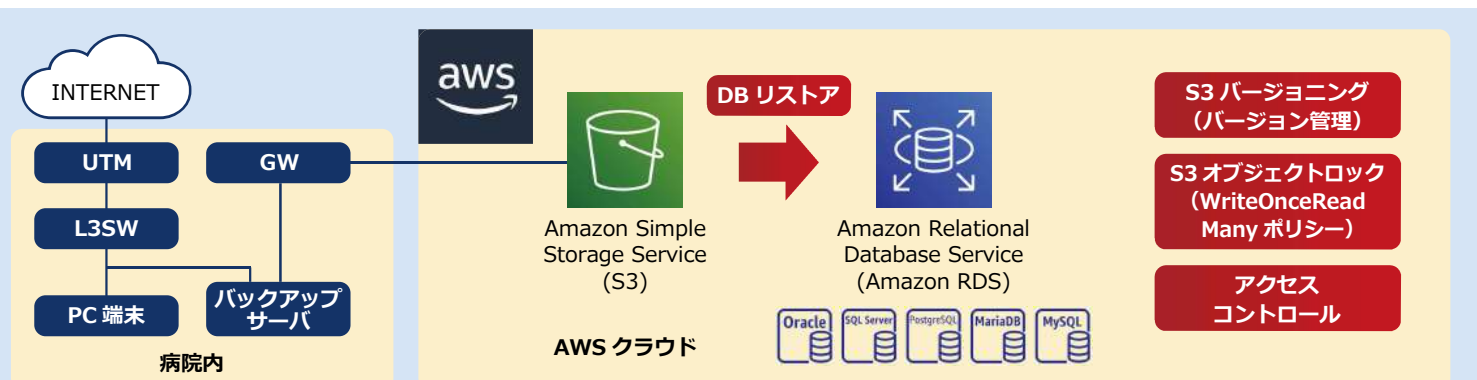 INTERNET
UTM
GW
L3SW
PC 端末
バックアップ
サーバ
病院内
aws
DB リストア
Amazon Simple
Storage Service
(S3)
Amazon Relational
Database Service
(Amazon RDS)
AWS クラウド
Oracle
SQL Server
PostgreSQL
MariaDB
MySQL
S3 バージョニング
（バージョン管理）
S3 オブジェクトロック
（WriteOnceRead
Many ポリシー）
アクセス
コントロール